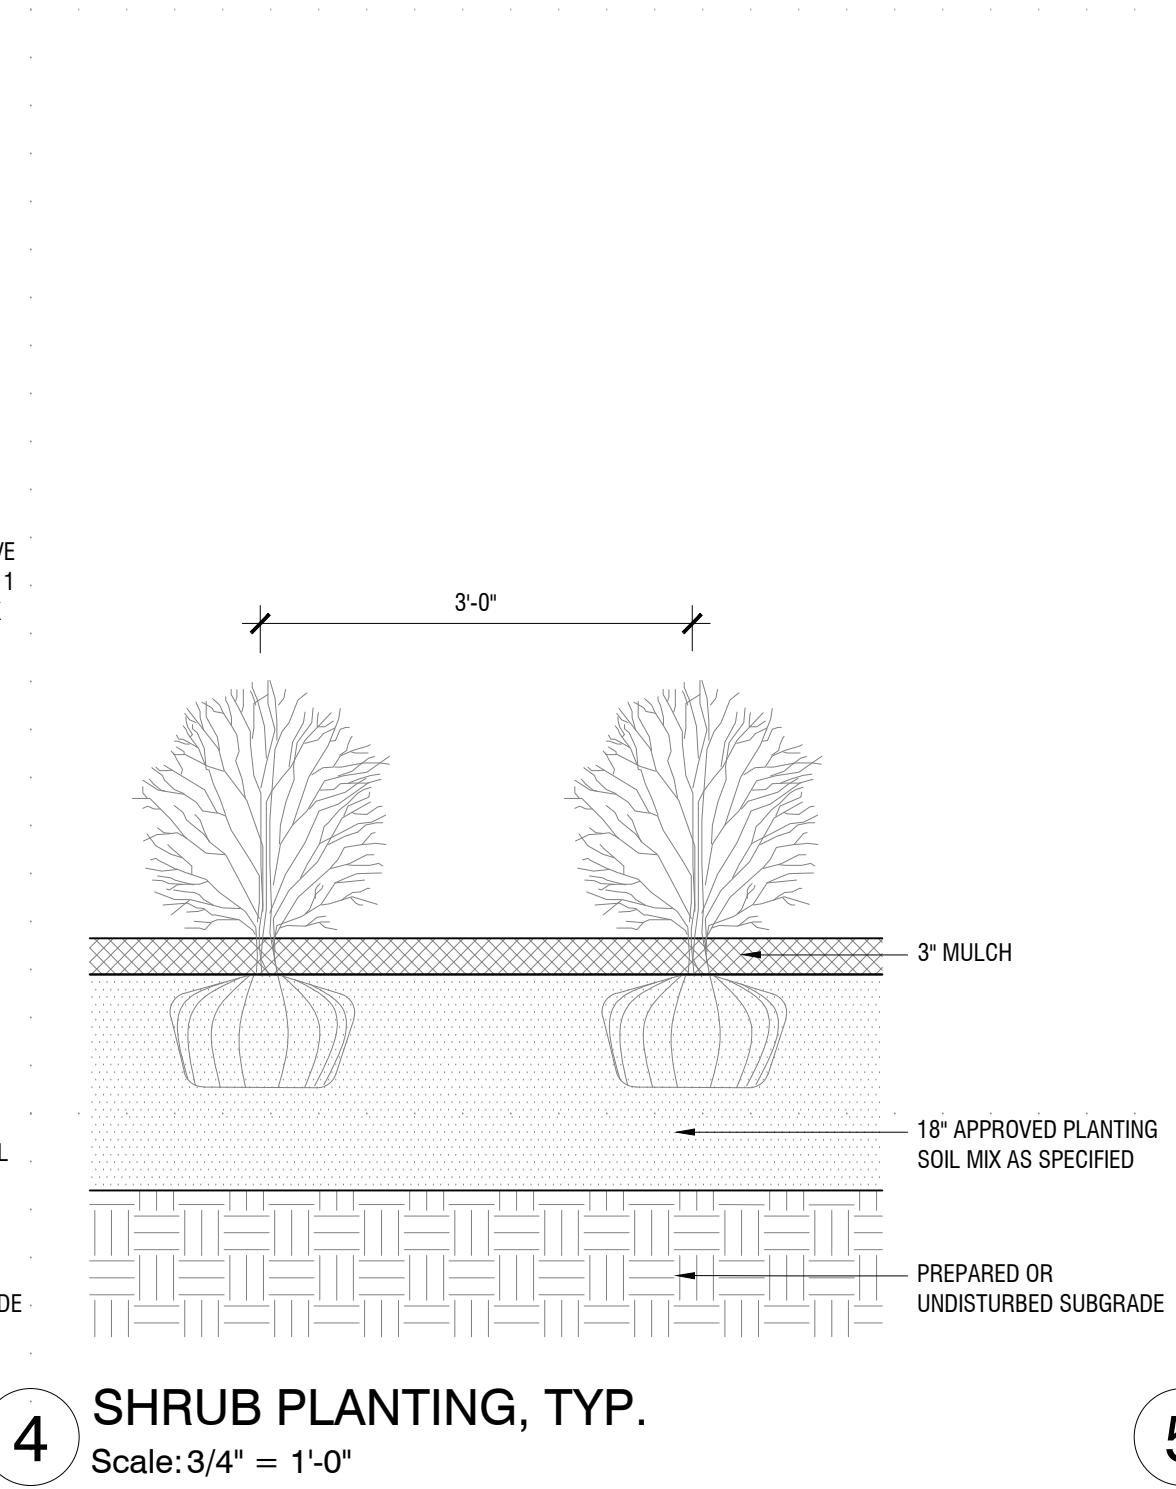 3'-0"
3" MULCH
18" APPROVED PLANTING
SOIL MIX AS SPECIFIED
PREPARED OR
UNDISTURBED SUBGRADE
4
SHRUB PLANTING, TYP.
Scale: 3/4" = 1'-0"